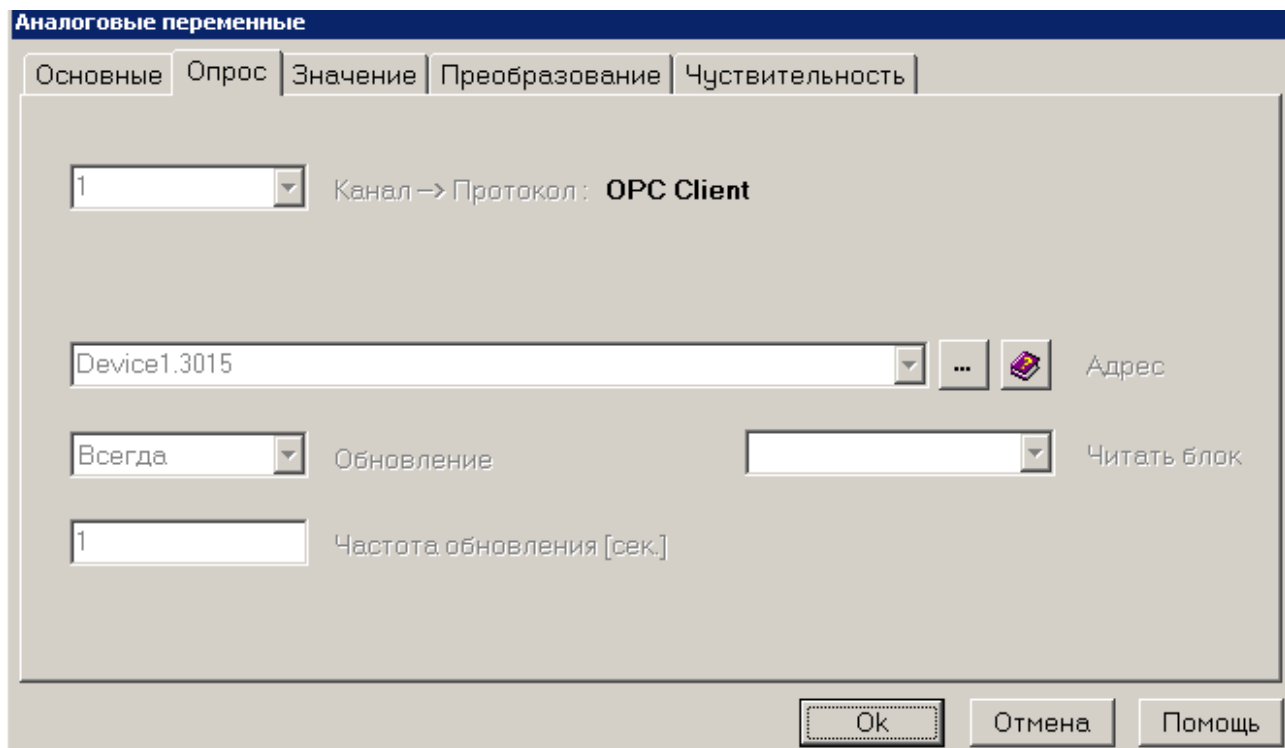 Аналоговые переменные
Основные Опрос Значение Преобразование Чуствительность
1 Канал --> Протокол : OPC Client
Device1.3015 ... Адрес
Всегда Обновление Читать блок
1 Частота обновления [сек.]
Ok Отмена Помощь